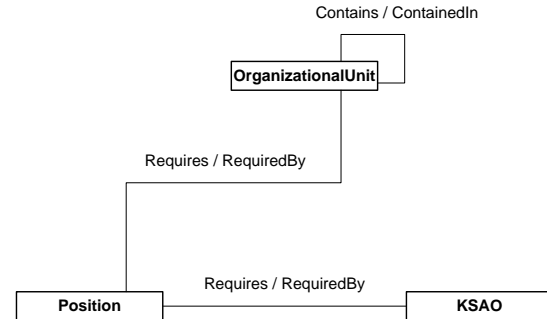 Contains / ContainedIn
OrganizationalUnit
Requires / RequiredBy
Requires / RequiredBy
Position
KSAO